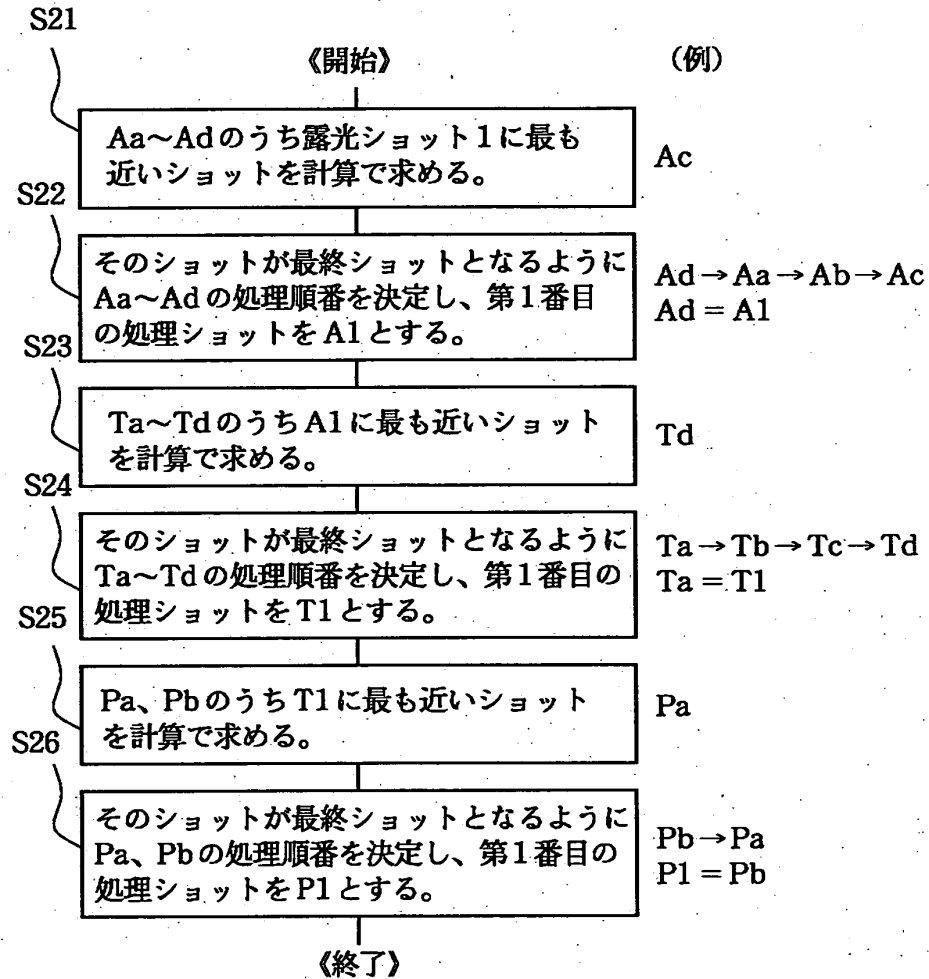 S21
《開始》
(例)
Aa~Adのうち露光ショット1に最も
近いショットを計算で求める。
Ac
S22
そのショットが最終ショットとなるように
Aa~Adの処理順番を決定し、第1番目
の処理ショットをA1とする。
Ad→Aa→Ab→Ac
Ad=A1
S23
Ta~TdのうちA1に最も近いショット
を計算で求める。
Td
S24
そのショットが最終ショットとなるように
Ta~Tdの処理順番を決定し、第1番目の
処理ショットをT1とする。
Ta→Tb→Tc→Td
Ta=T1
S25
Pa、PbのうちT1に最も近いショット
を計算で求める。
Pa
S26
そのショットが最終ショットとなるように
Pa、Pbの処理順番を決定し、第1番目の
処理ショットをP1とする。
Pb→Pa
P1=Pb
《終了》